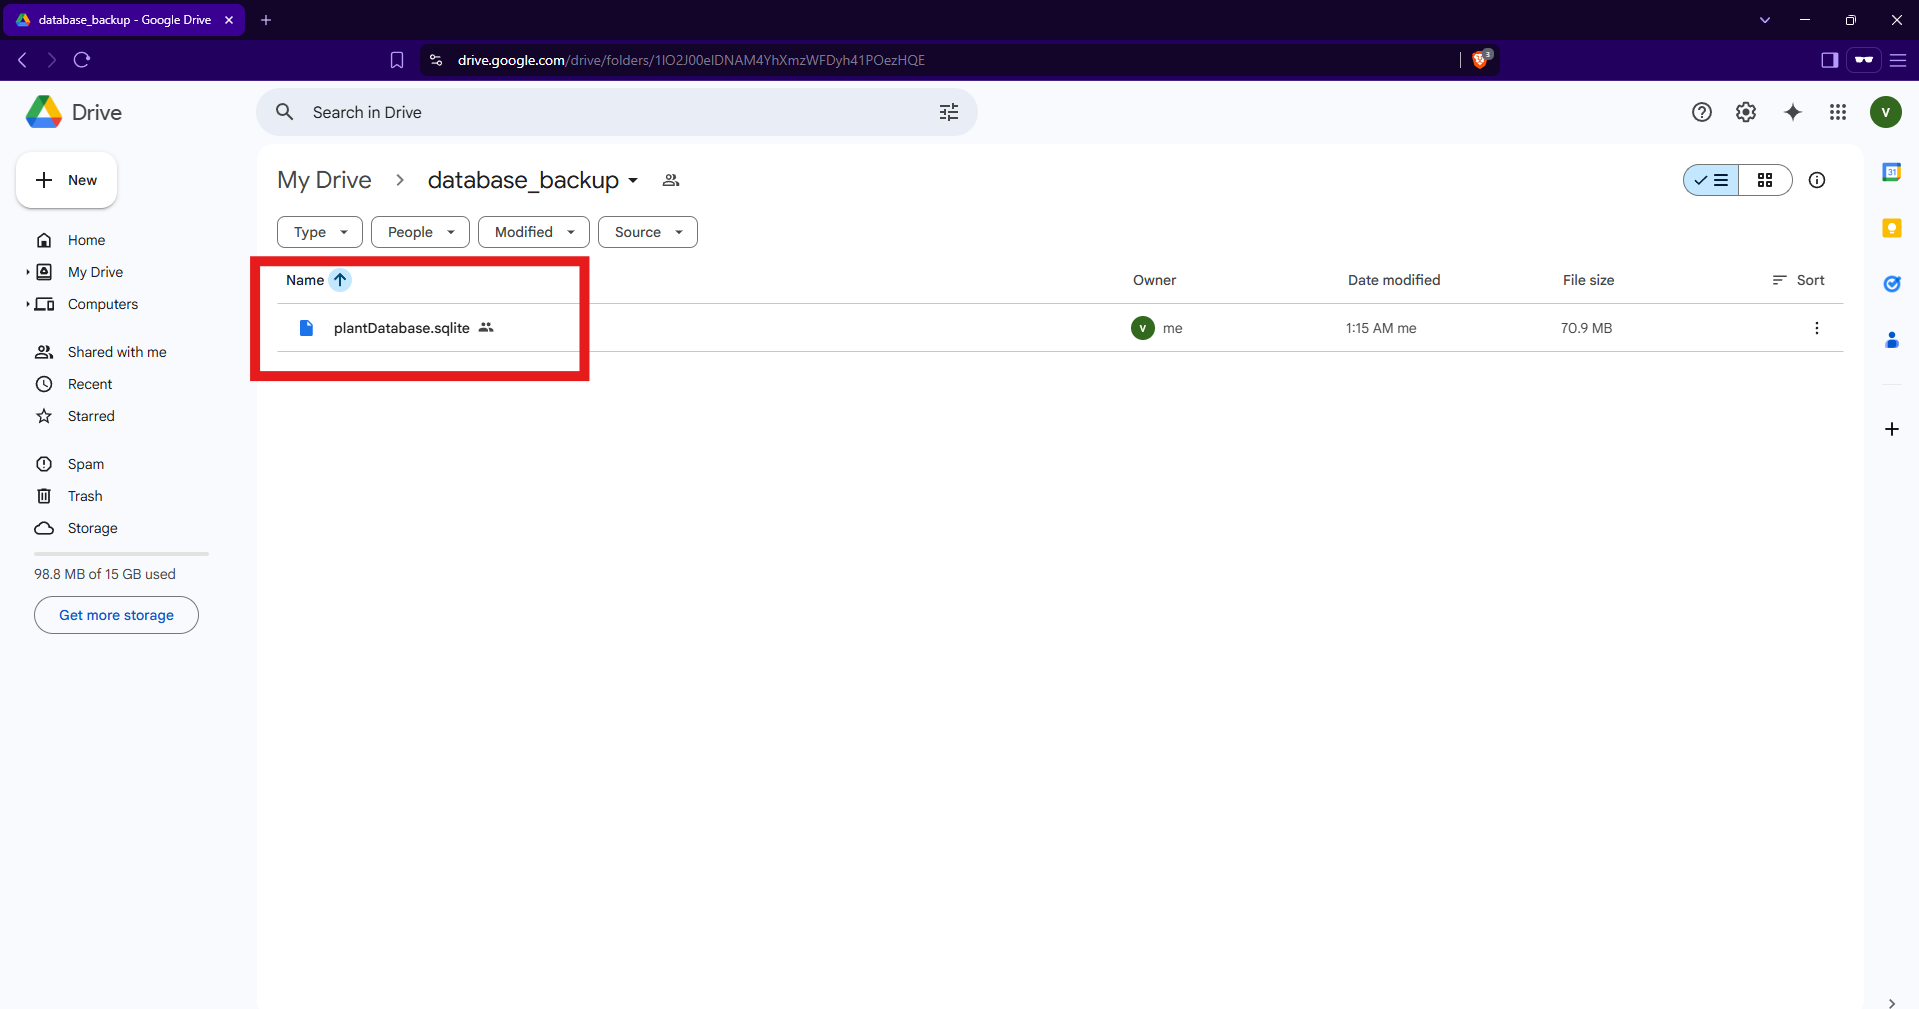 database_backup - Google Drive
drive.google.com/drive/folders/1IO2J00elDNAM4YhXmzWFDyh41POezHQE
3
Drive
Search in Drive
V
New
My Drive
database_backup
31
Type
People
Modified
Source
Home
My Drive
Computers
Name
Owner
Date modified
File size
Sort
plantDatabase.sqlite
V
me
1:15 AM me
70.9 MB
Shared with me
Recent
Starred
Spam
Trash
Storage
98.8 MB of 15 GB used
Get more storage